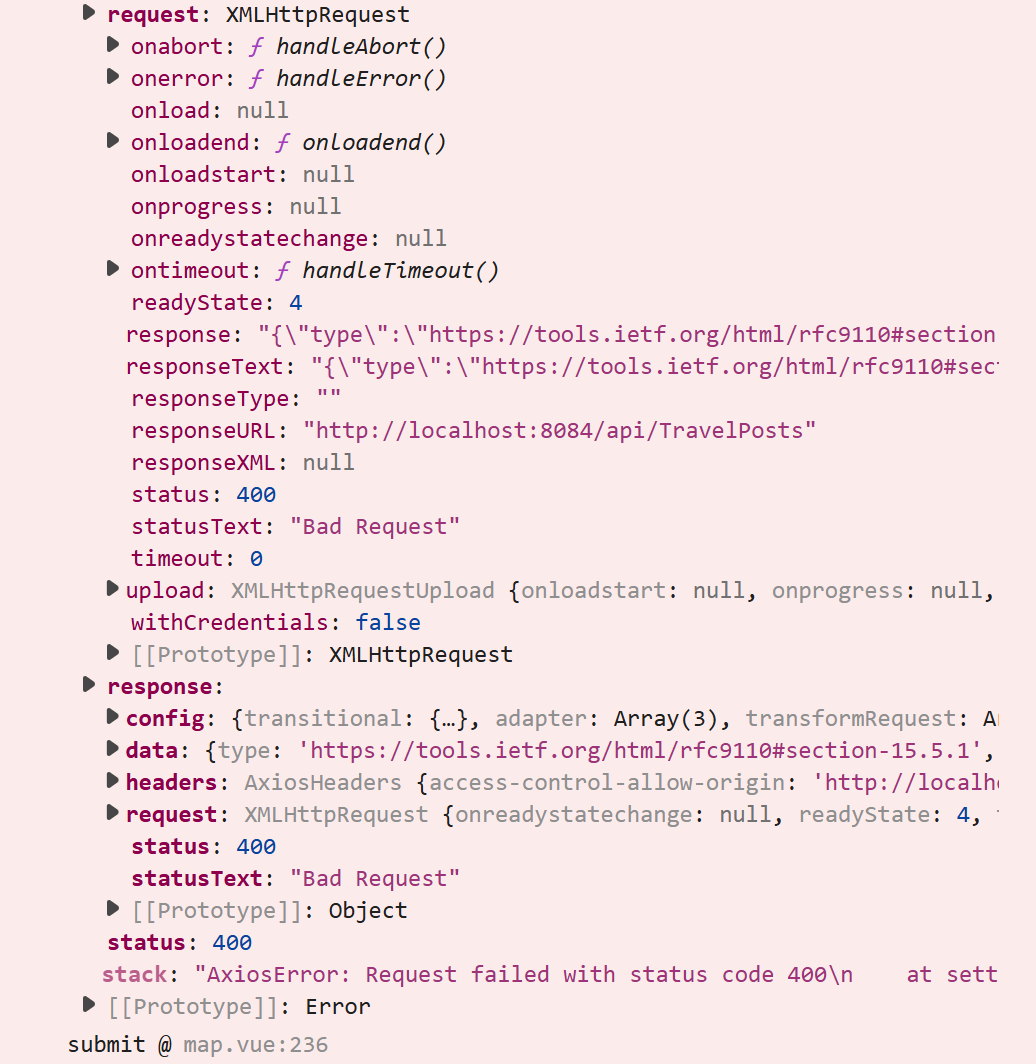 ▶ request: XMLHttpRequest
▶ onabort: ƒ handleAbort()
▶ onerror: ƒ handleError()
onload: null
▶ onloadend: ƒ onloadend()
onloadstart: null
onprogress: null
onreadystatechange: null
▶ ontimeout: ƒ handleTimeout()
readyState: 4
response: "{\"type\":\"https://tools.ietf.org/html/rfc9110#section
responseText: "{\"type\":\"https://tools.ietf.org/html/rfc9110#sec
responseType: ""
responseURL: "http://localhost:8084/api/TravelPosts"
responseXML: null
status: 400
statusText: "Bad Request"
timeout: 0
▶ upload: XMLHttpRequestUpload {onloadstart: null, onprogress: null,
withCredentials: false
▶ [[Prototype]]: XMLHttpRequest
▶ response:
▶ config: {transitional: {…}, adapter: Array(3), transformRequest:
▶ data: {type: 'https://tools.ietf.org/html/rfc9110#section-15.5.1',
▶ headers: AxiosHeaders {access-control-allow-origin: 'http://localh
▶ request: XMLHttpRequest {onreadystatechange: null, readyState: 4,
status: 400
statusText: "Bad Request"
▶ [[Prototype]]: Object
status: 400
stack: "AxiosError: Request failed with status code 400\n    at sett
▶ [[Prototype]]: Error
submit @ map.vue:236